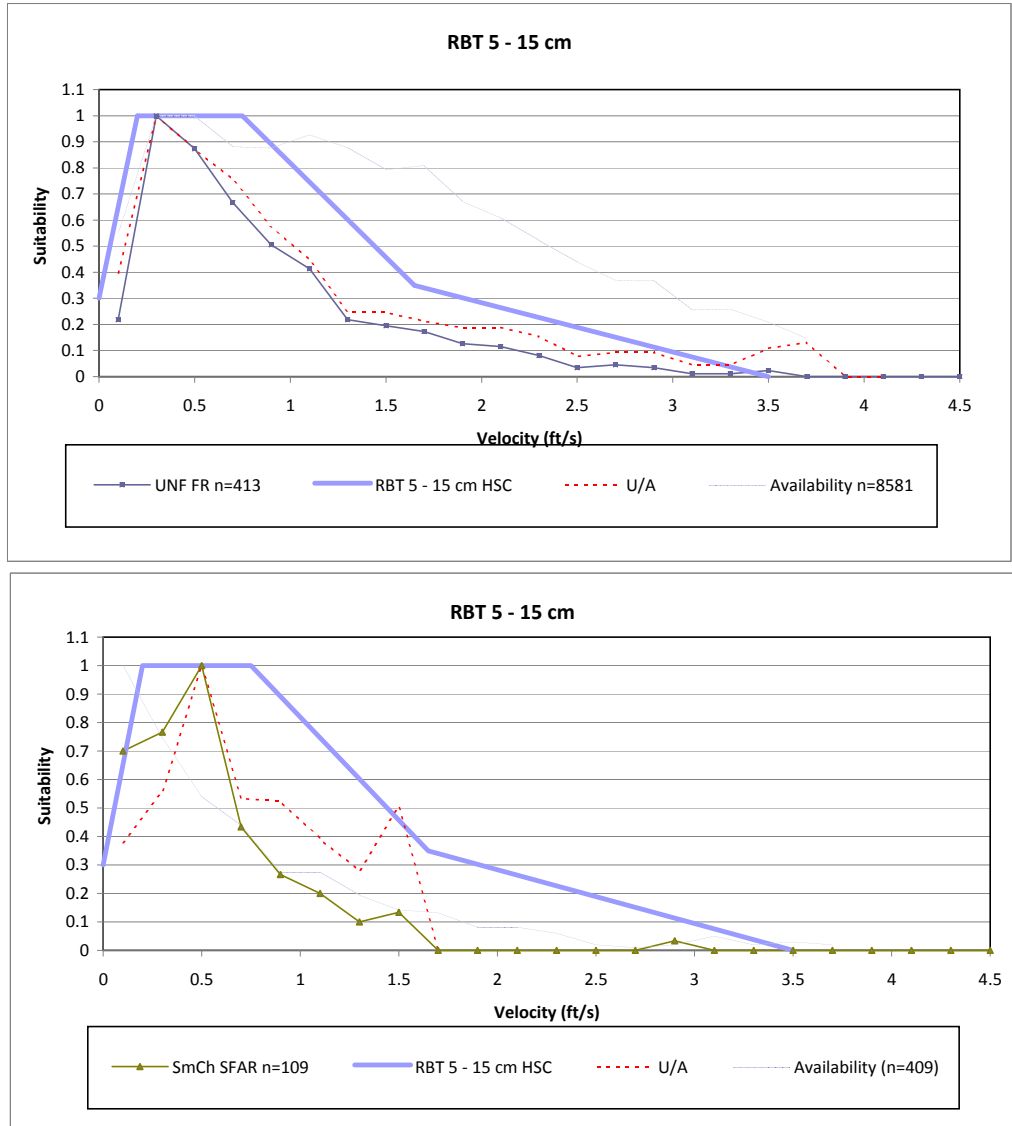 RBT 5 - 15 cm
1.1
1
0.9
0.8
0.7
0.6
0.5
0.4
0.3
0.2
0.1
0
Suitability
0 0.5 1 1.5 2 2.5 3 3.5 4 4.5
Velocity (ft/s)
UNF FR n=413 RBT 5 - 15 cm HSC U/A Availability n=8581
RBT 5 - 15 cm
1.1
1
0.9
0.8
0.7
0.6
0.5
0.4
0.3
0.2
0.1
0
Suitability
0 0.5 1 1.5 2 2.5 3 3.5 4 4.5
Velocity (ft/s)
SmCh SFAR n=109 RBT 5 - 15 cm HSC U/A Availability (n=409)